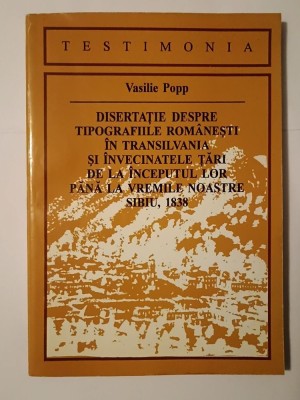 TESTIMONIA
Vasilie Popp
DISERTAȚIE DESPRE
TIPOGRAFIILE ROMÂNEȘTI
ÎN TRANSILVANIA
ȘI ÎNVECINATELE ȚĂRI
DE LA ÎNCEPUTUL LOR
PÂNĂ LA VREMILE NOASTRE
SIBIU, 1838